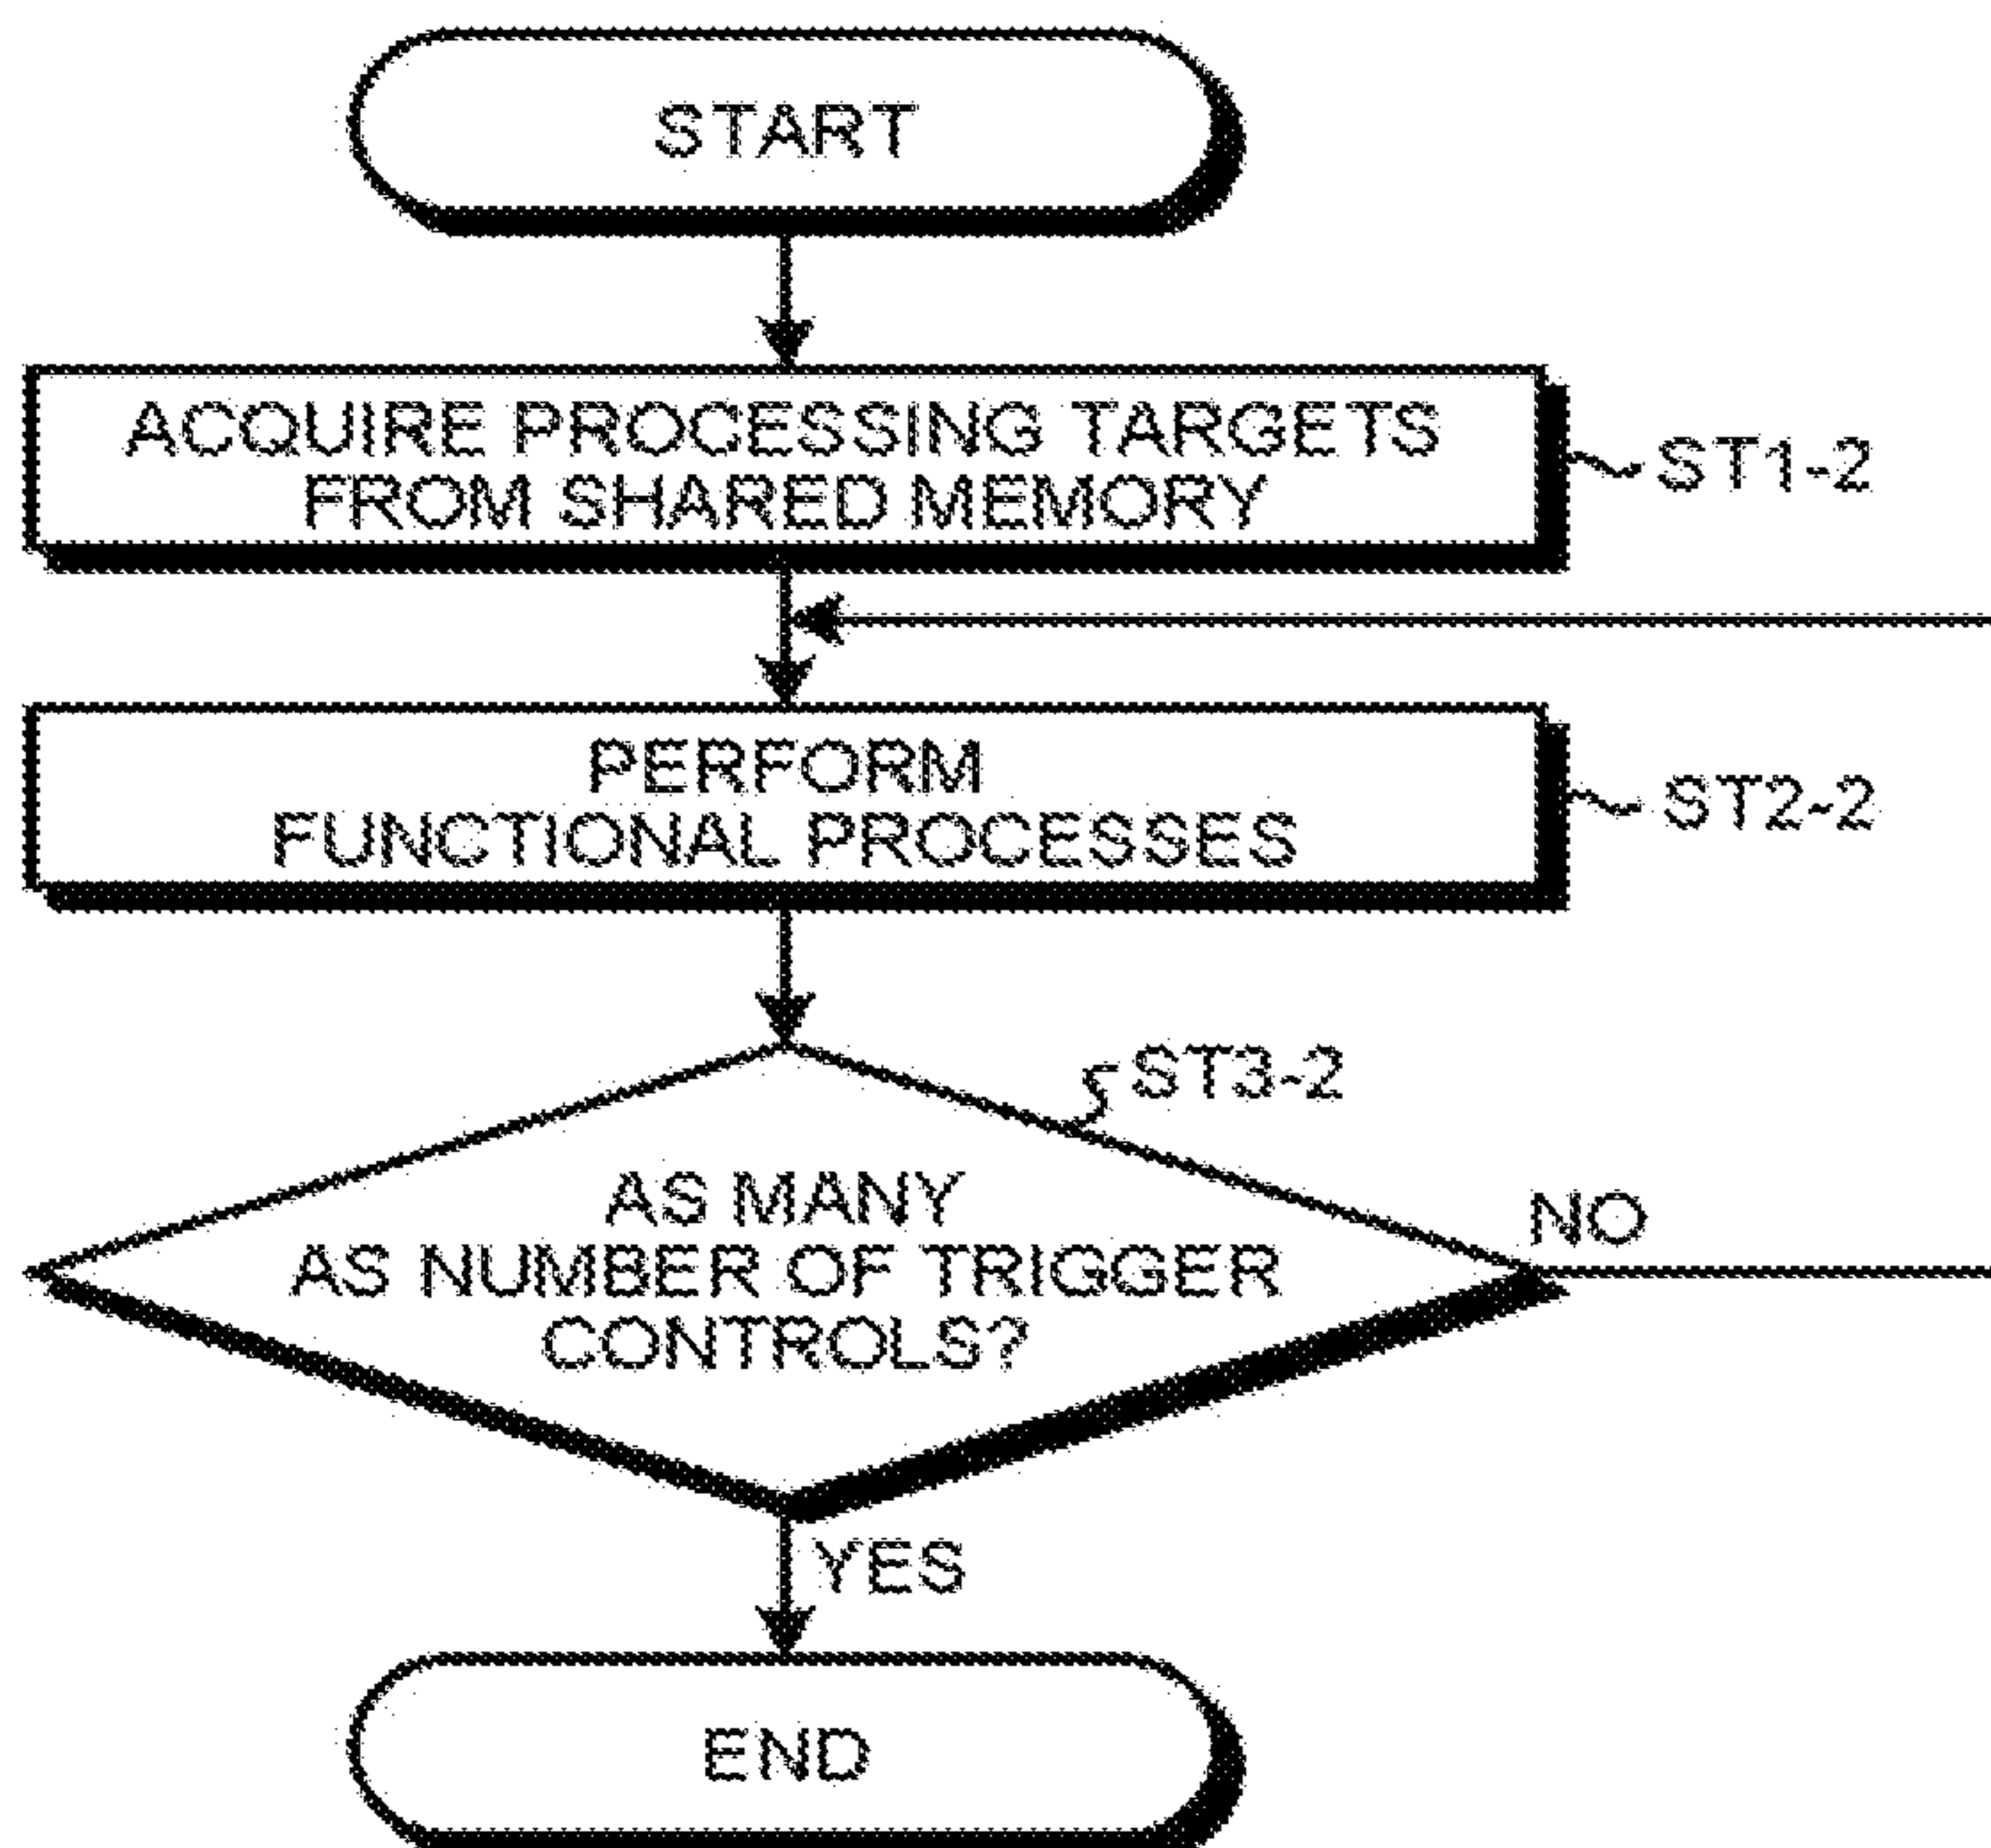 START
ACQUIRE PROCESSING TARGETS
FROM SHARED MEMORY
ST1-2
PERFORM
FUNCTIONAL PROCESSES
ST2-2
ST3-2
AS MANY
AS NUMBER OF TRIGGER
CONTROLS?
NO
YES
END